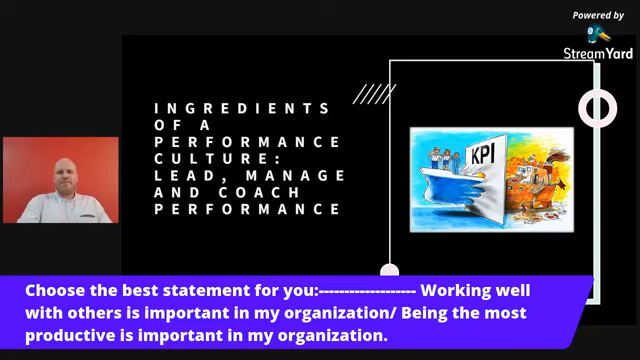 Powered by
StreamYard
INGREDIENTS
OF A
PERFORMANCE
CULTURE:
LEAD, MANAGE
AND COACH
PERFORMANCE
KPI
Choose the best statement for you:------------------- Working well
with others is important in my organization/ Being the most
productive is important in my organization.